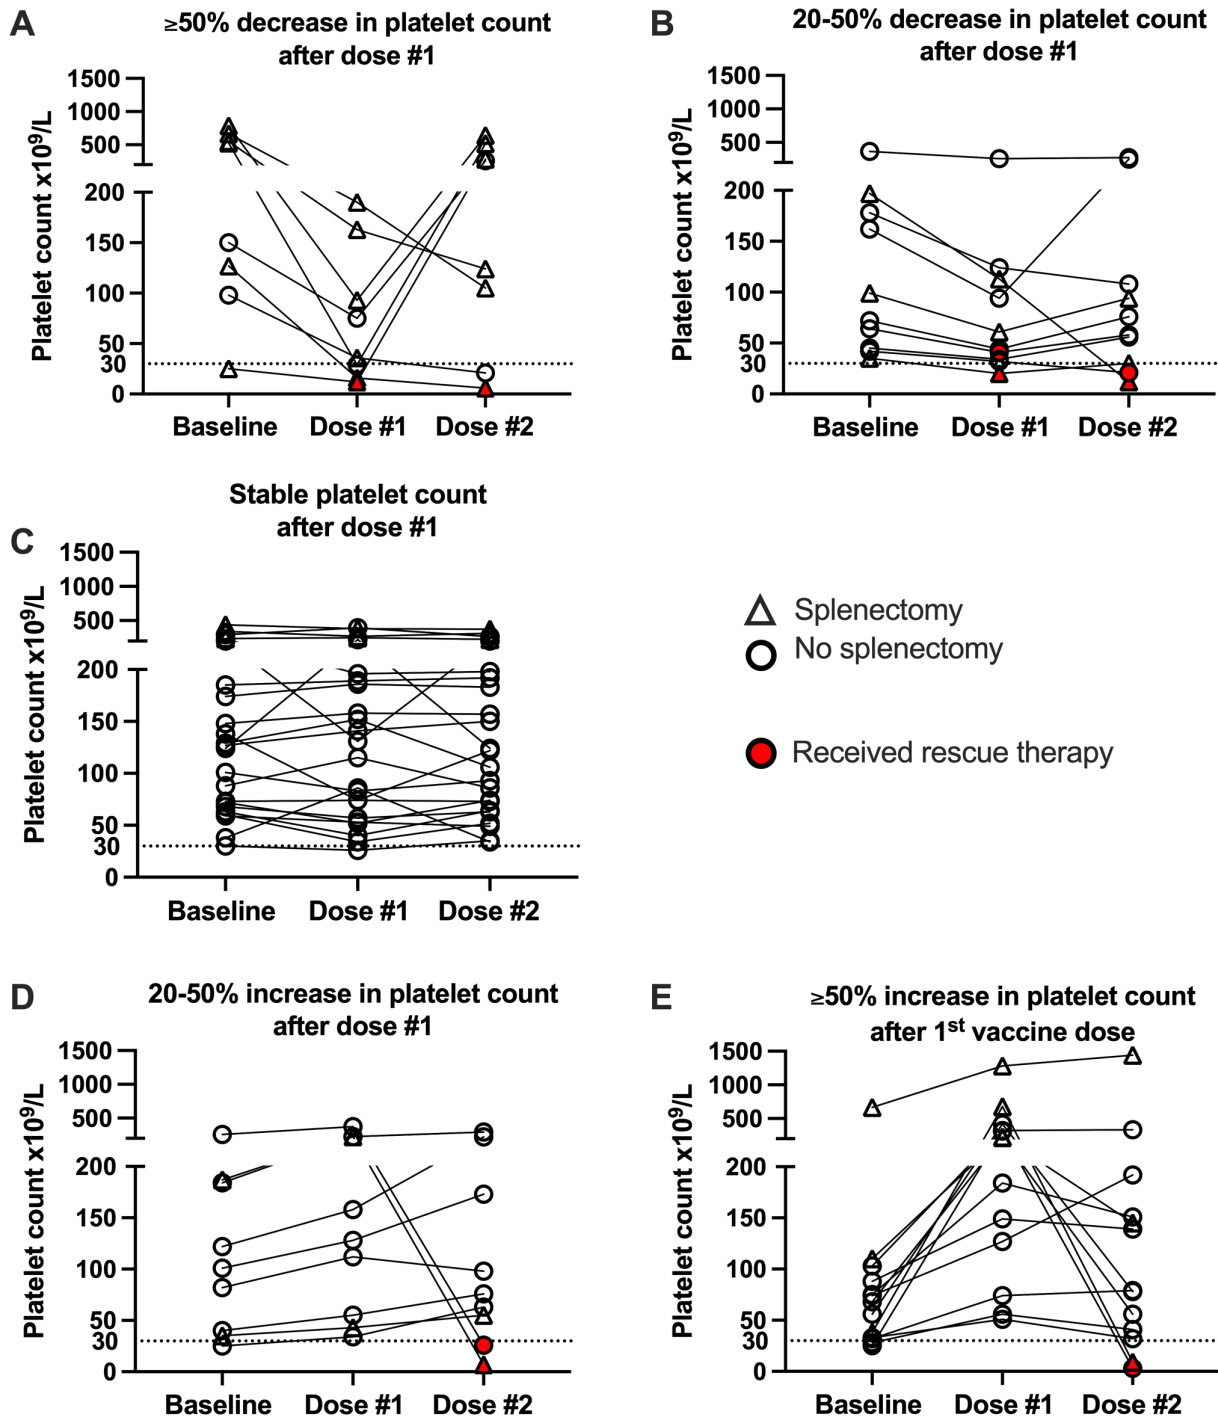 A
≥50% decrease in platelet count
after dose #1
Platelet count x10⁹/L
1500
1000
500
200
150
100
50
30
0
Baseline Dose #1 Dose #2
B
20-50% decrease in platelet count
after dose #1
Platelet count x10⁹/L
1500
1000
500
200
150
100
50
30
0
Baseline Dose #1 Dose #2
C
Stable platelet count
after dose #1
Platelet count x10⁹/L
1500
1000
500
200
150
100
50
30
0
Baseline Dose #1 Dose #2
Splenectomy
No splenectomy
Received rescue therapy
D
20-50% increase in platelet count
after dose #1
Platelet count x10⁹/L
1500
1000
500
200
150
100
50
30
0
Baseline Dose #1 Dose #2
E
≥50% increase in platelet count
after 1st vaccine dose
Platelet count x10⁹/L
1500
1000
500
200
150
100
50
30
0
Baseline Dose #1 Dose #2